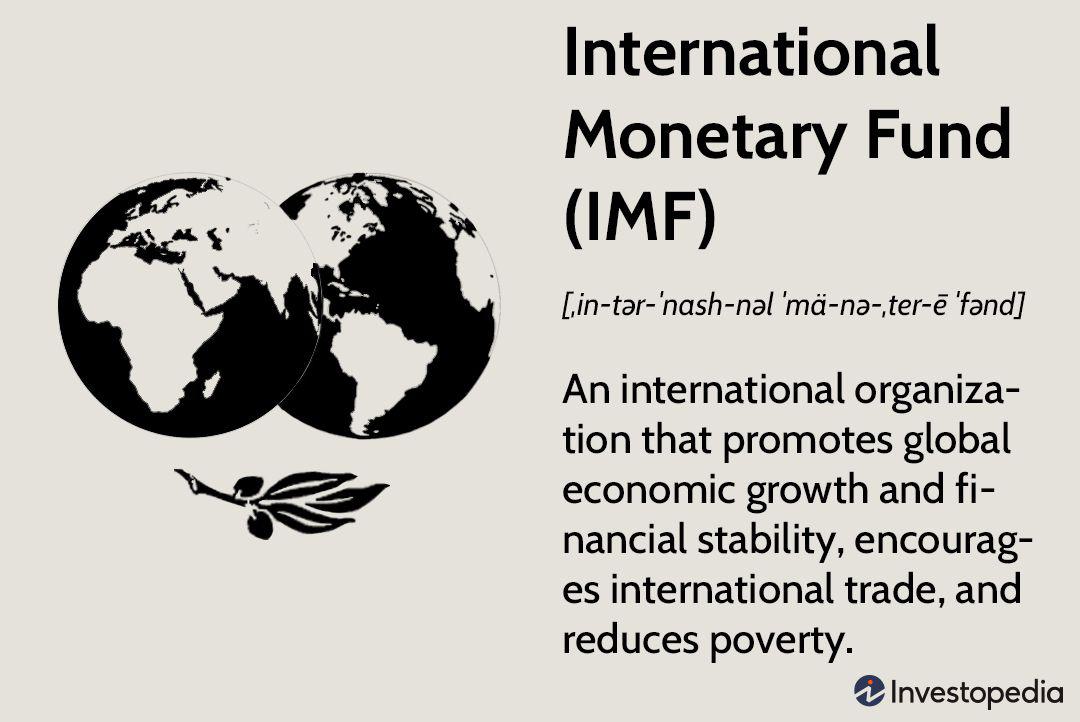 International
Monetary Fund
(IMF)
[ˌin-tər-ˈnash-nəl ˈmä-nə-ˌter-ē ˈfənd]
An international organiza-
tion that promotes global
economic growth and fi-
nancial stability, encourag-
es international trade, and
reduces poverty.
Investopedia